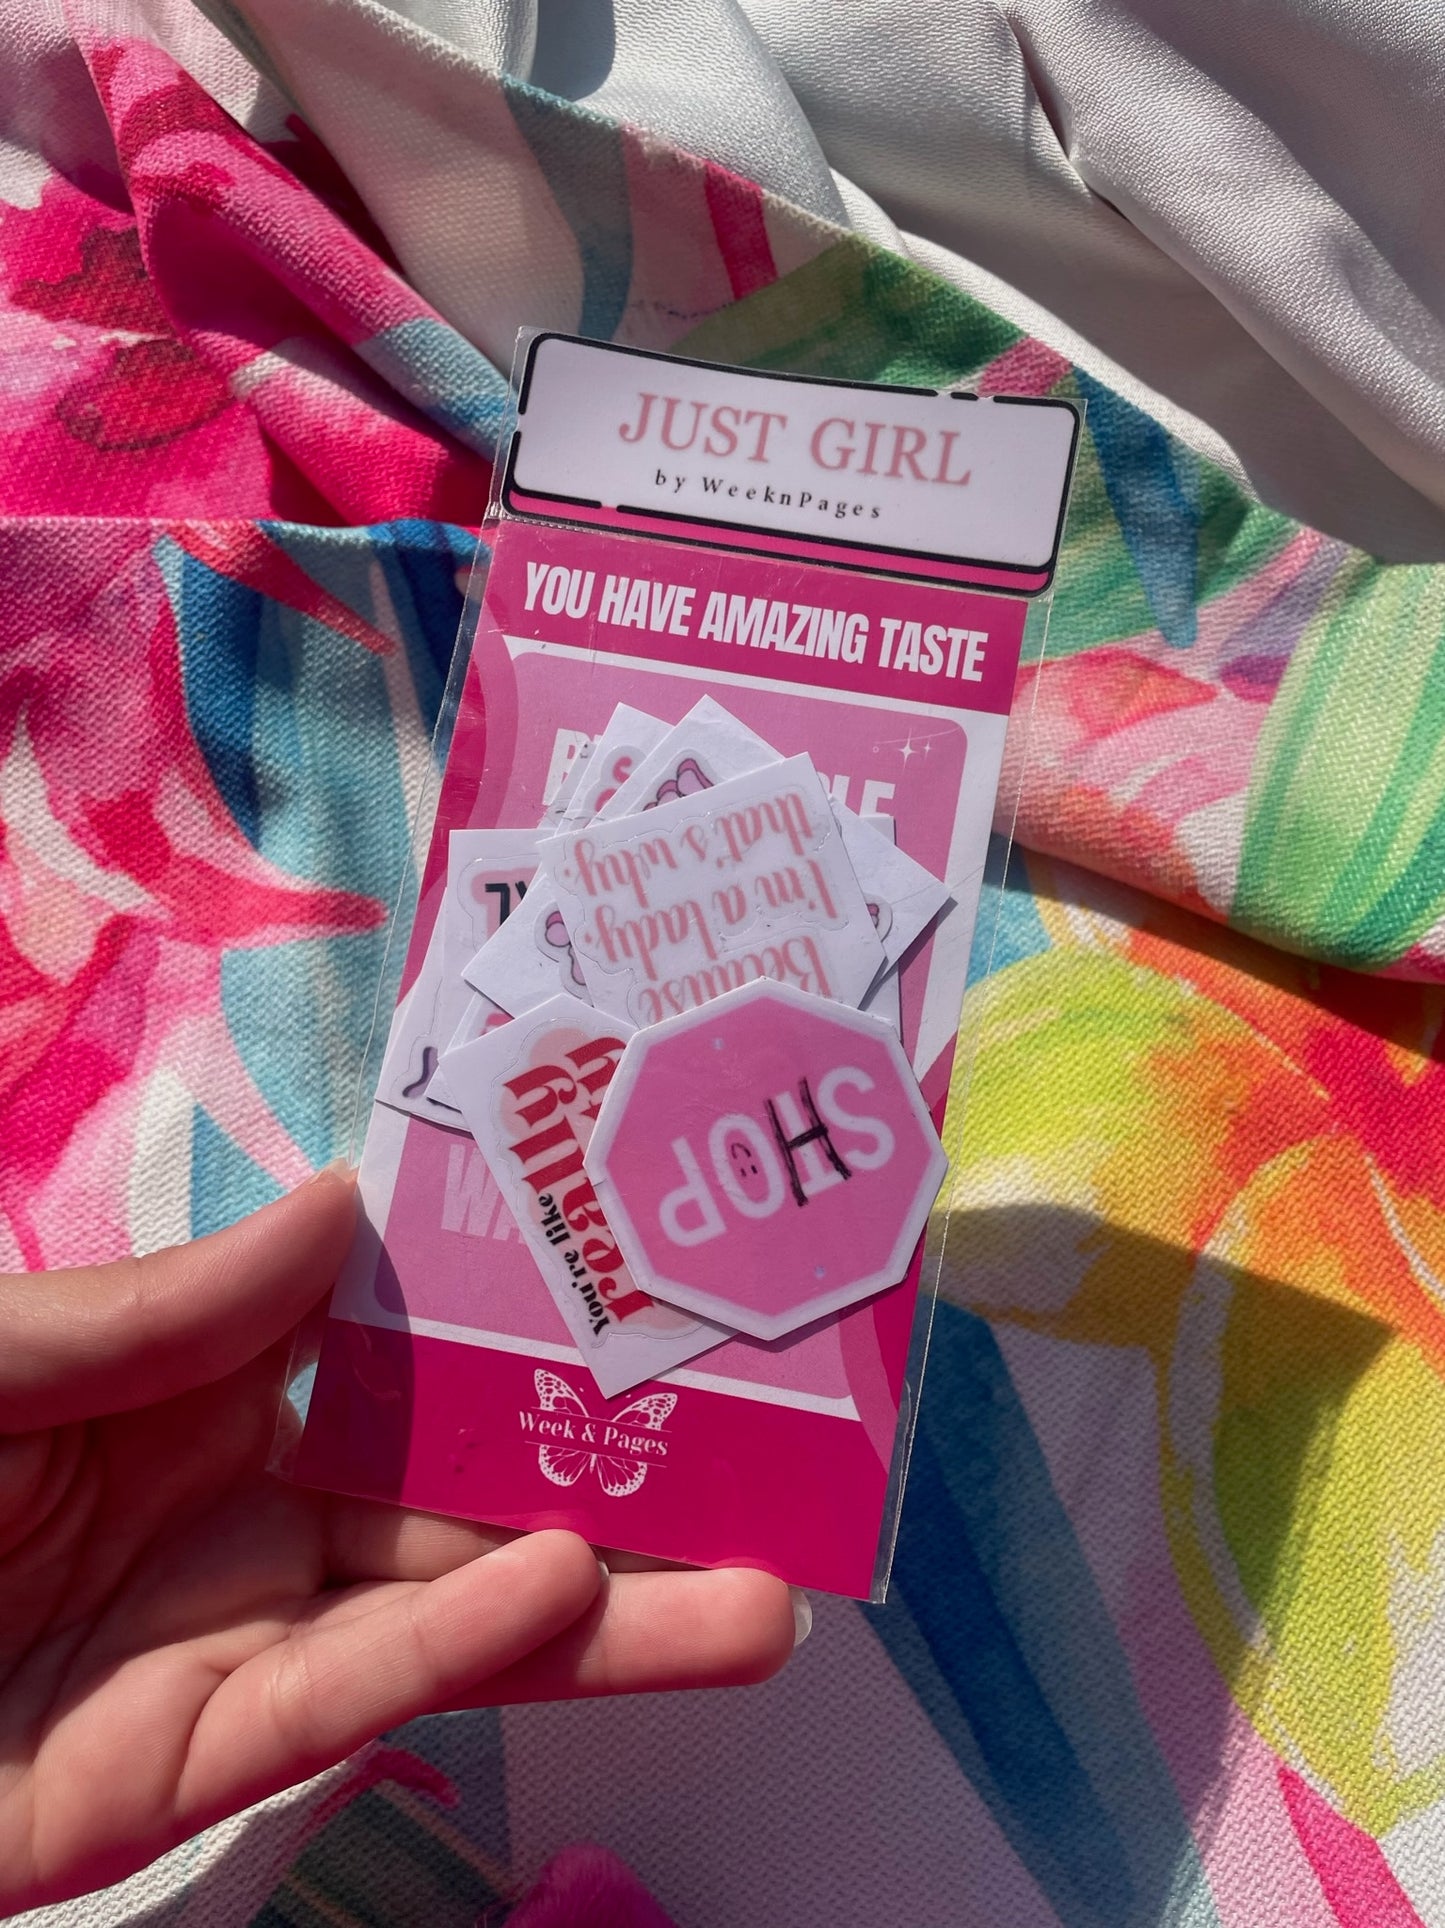 JUST GIRL
by WeeknPages
YOU HAVE AMAZING TASTE
Because
I'm a lady.
that's why.
SHOP
You're like
really
Week & Pages